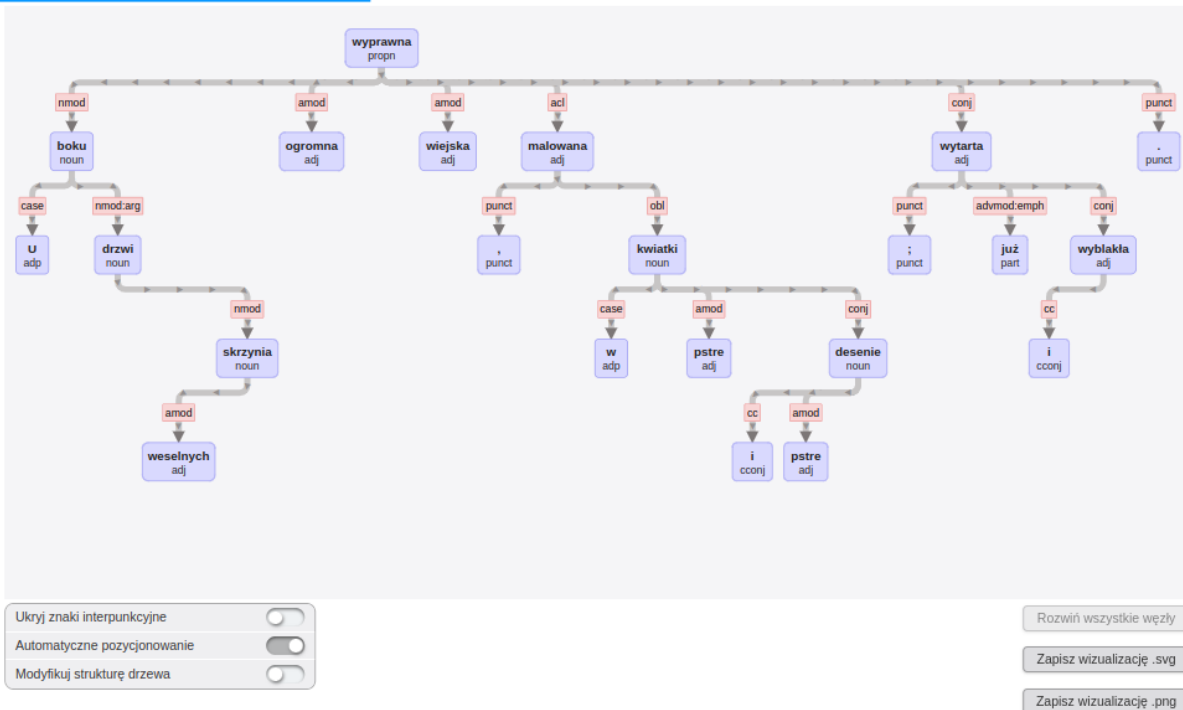 wyprawna
propn
nmod amod amod acl conj punct
boku ogromna wiejska malowana wytarta .
noun adj adj adj adj punct
case nmod:arg punct obl punct advmod:emph conj
U drzwi , kwiatki ; już wyblakła
adp noun punct noun punct part adj
nmod case amod conj cc
skrzynia w pstre desenie i
noun adp adj noun cconj
amod cc amod
weselnych i pstre
adj cconj adj
Ukryj znaki interpunkcyjne
Automatyczne pozycjonowanie
Modyfikuj strukturę drzewa
Rozwiń wszystkie węzły
Zapisz wizualizację .svg
Zapisz wizualizację .png